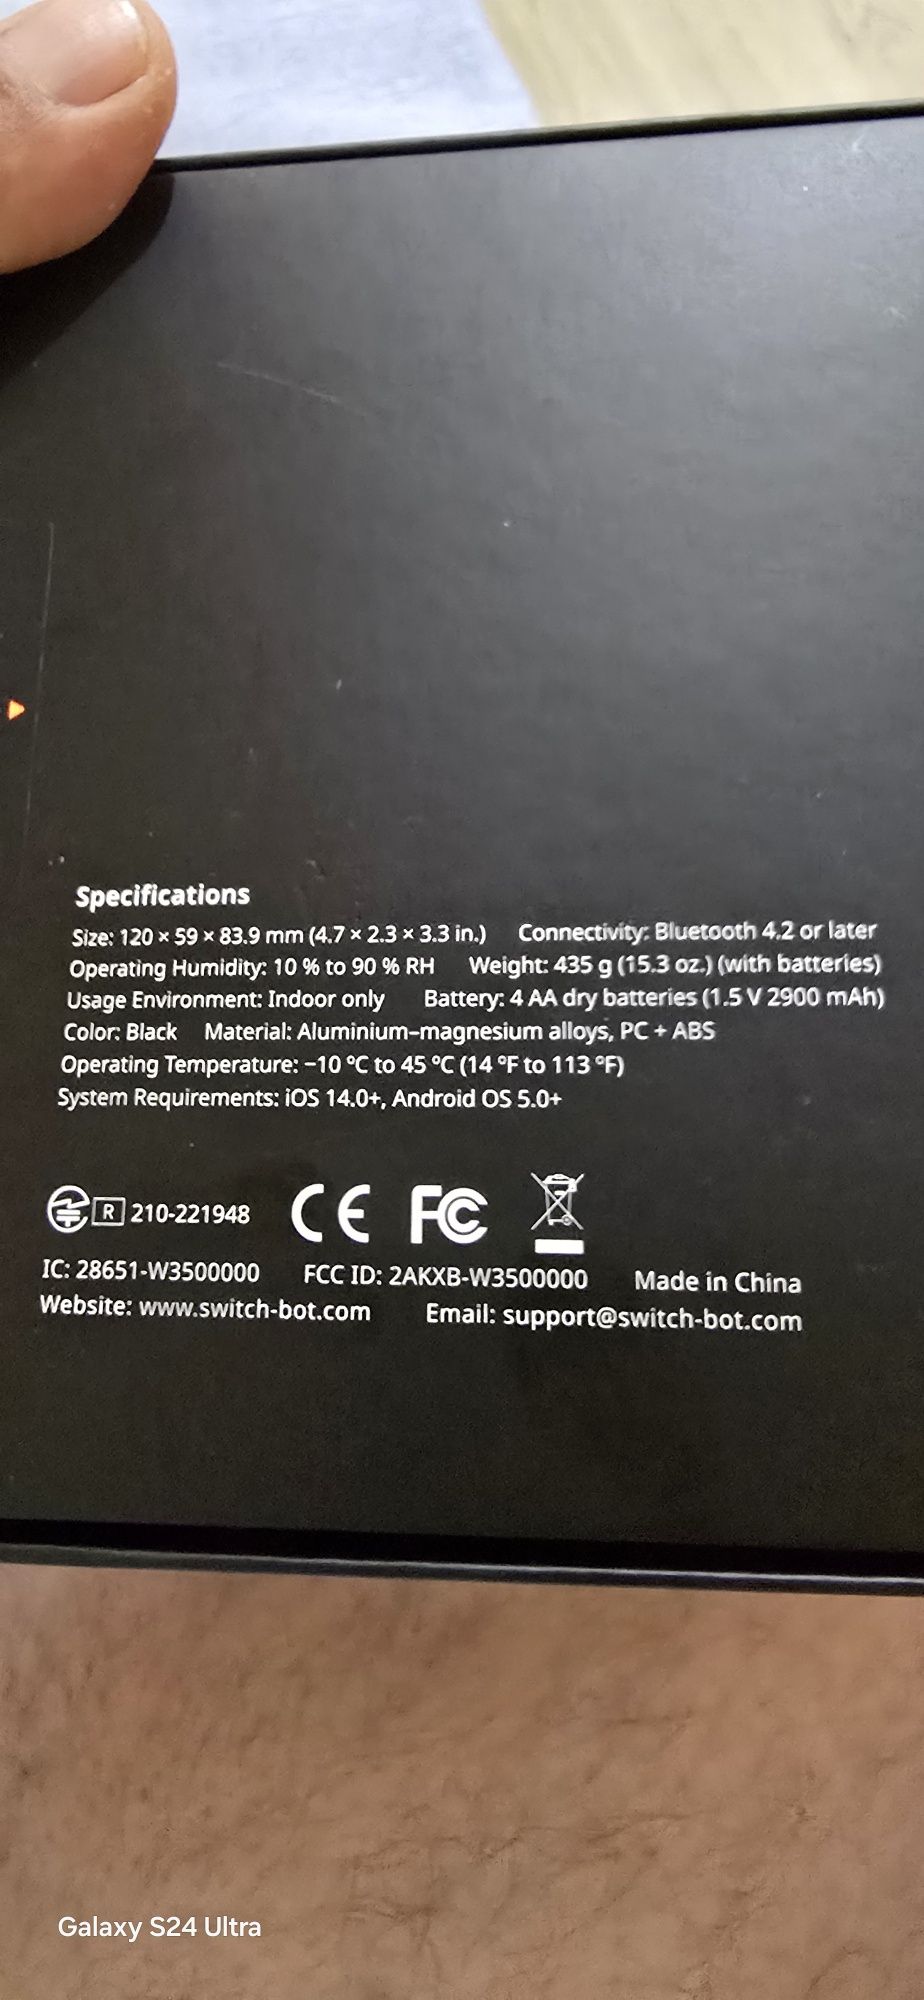 Specifications
Size: 120 × 59 × 83.9 mm (4.7 × 2.3 × 3.3 in.) Connectivity: Bluetooth 4.2 or later
Operating Humidity: 10 % to 90 % RH Weight: 435 g (15.3 oz.) (with batteries)
Usage Environment: Indoor only Battery: 4 AA dry batteries (1.5 V 2900 mAh)
Color: Black Material: Aluminium–magnesium alloys, PC + ABS
Operating Temperature: −10 ℃ to 45 ℃ (14 ℉ to 113 ℉)
System Requirements: iOS 14.0+, Android OS 5.0+
R 210-221948 CE FC
IC: 28651-W3500000 FCC ID: 2AKXB-W3500000 Made in China
Website: www.switch-bot.com Email: support@switch-bot.com
Galaxy S24 Ultra